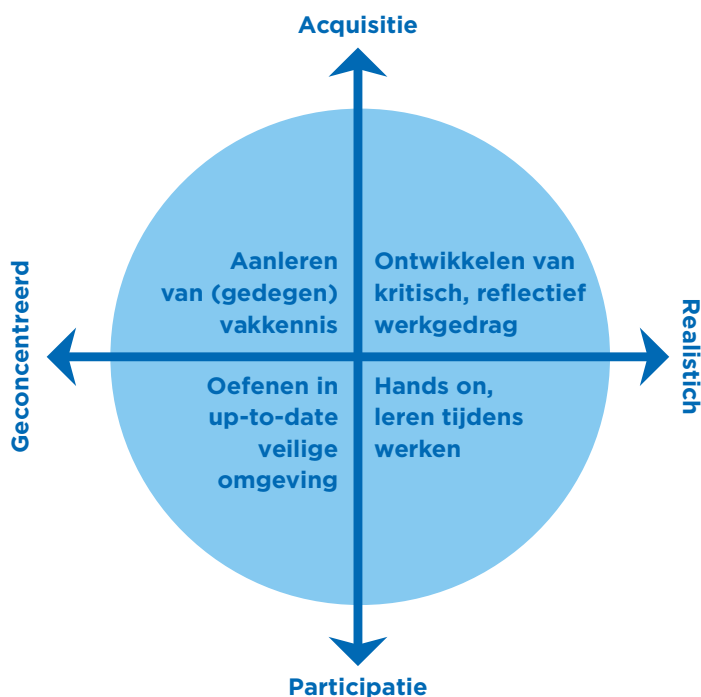 Acquisitie
Aanleren
van (gedegen)
vakkennis
Ontwikkelen van
kritisch, reflectief
werkgedrag
Geconcentreerd
Realistich
Oefenen in
up-to-date
veilige
omgeving
Hands on,
leren tijdens
werken
Participatie